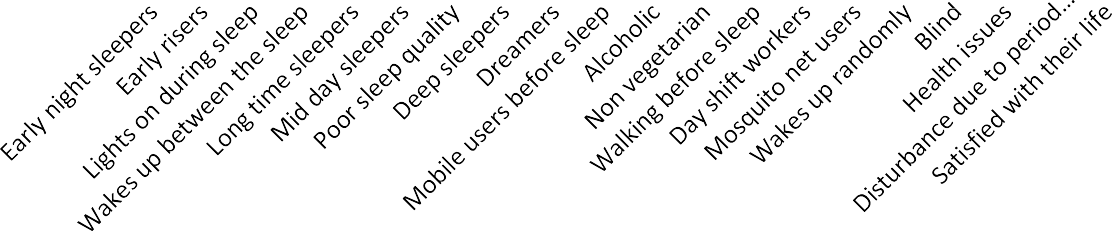 Early night sleepers
Early risers
Lights on during sleep
Wakes up between the sleep
Long time sleepers
Mid day sleepers
Poor sleep quality
Deep sleepers
Dreamers
Mobile users before sleep
Alcoholic
Non vegetarian
Walking before sleep
Day shift workers
Mosquito net users
Wakes up randomly
Blind
Health issues
Disturbance due to period...
Satisfied with their life